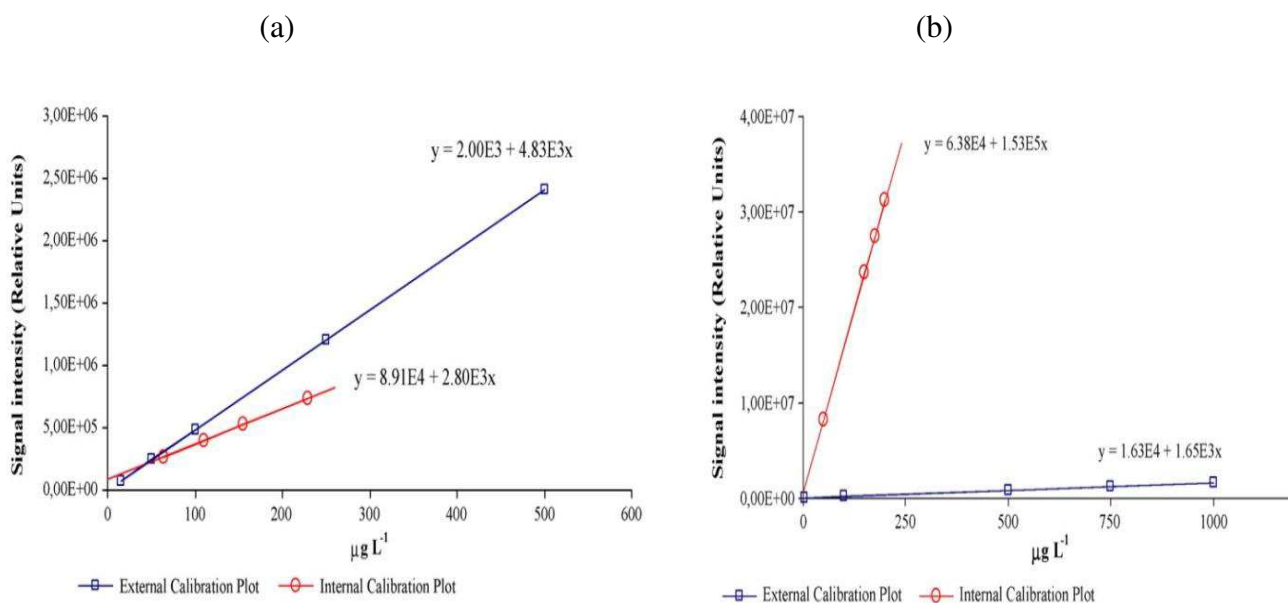 (a)
(b)
Signal intensity (Relative Units)
3,00E+06
2,50E+06
2,00E+06
1,50E+06
1,00E+06
5,00E+05
0,00E+00
y = 2.00E3 + 4.83E3x
y = 8.91E4 + 2.80E3x
0
100
200
300
400
500
600
µg L⁻¹
External Calibration Plot
Internal Calibration Plot
Signal intensity (Relative Units)
4,00E+07
3,00E+07
2,00E+07
1,00E+07
0,00E+00
y = 6.38E4 + 1.53E5x
y = 1.63E4 + 1.65E3x
0
250
500
750
1000
µg L⁻¹
External Calibration Plot
Internal Calibration Plot